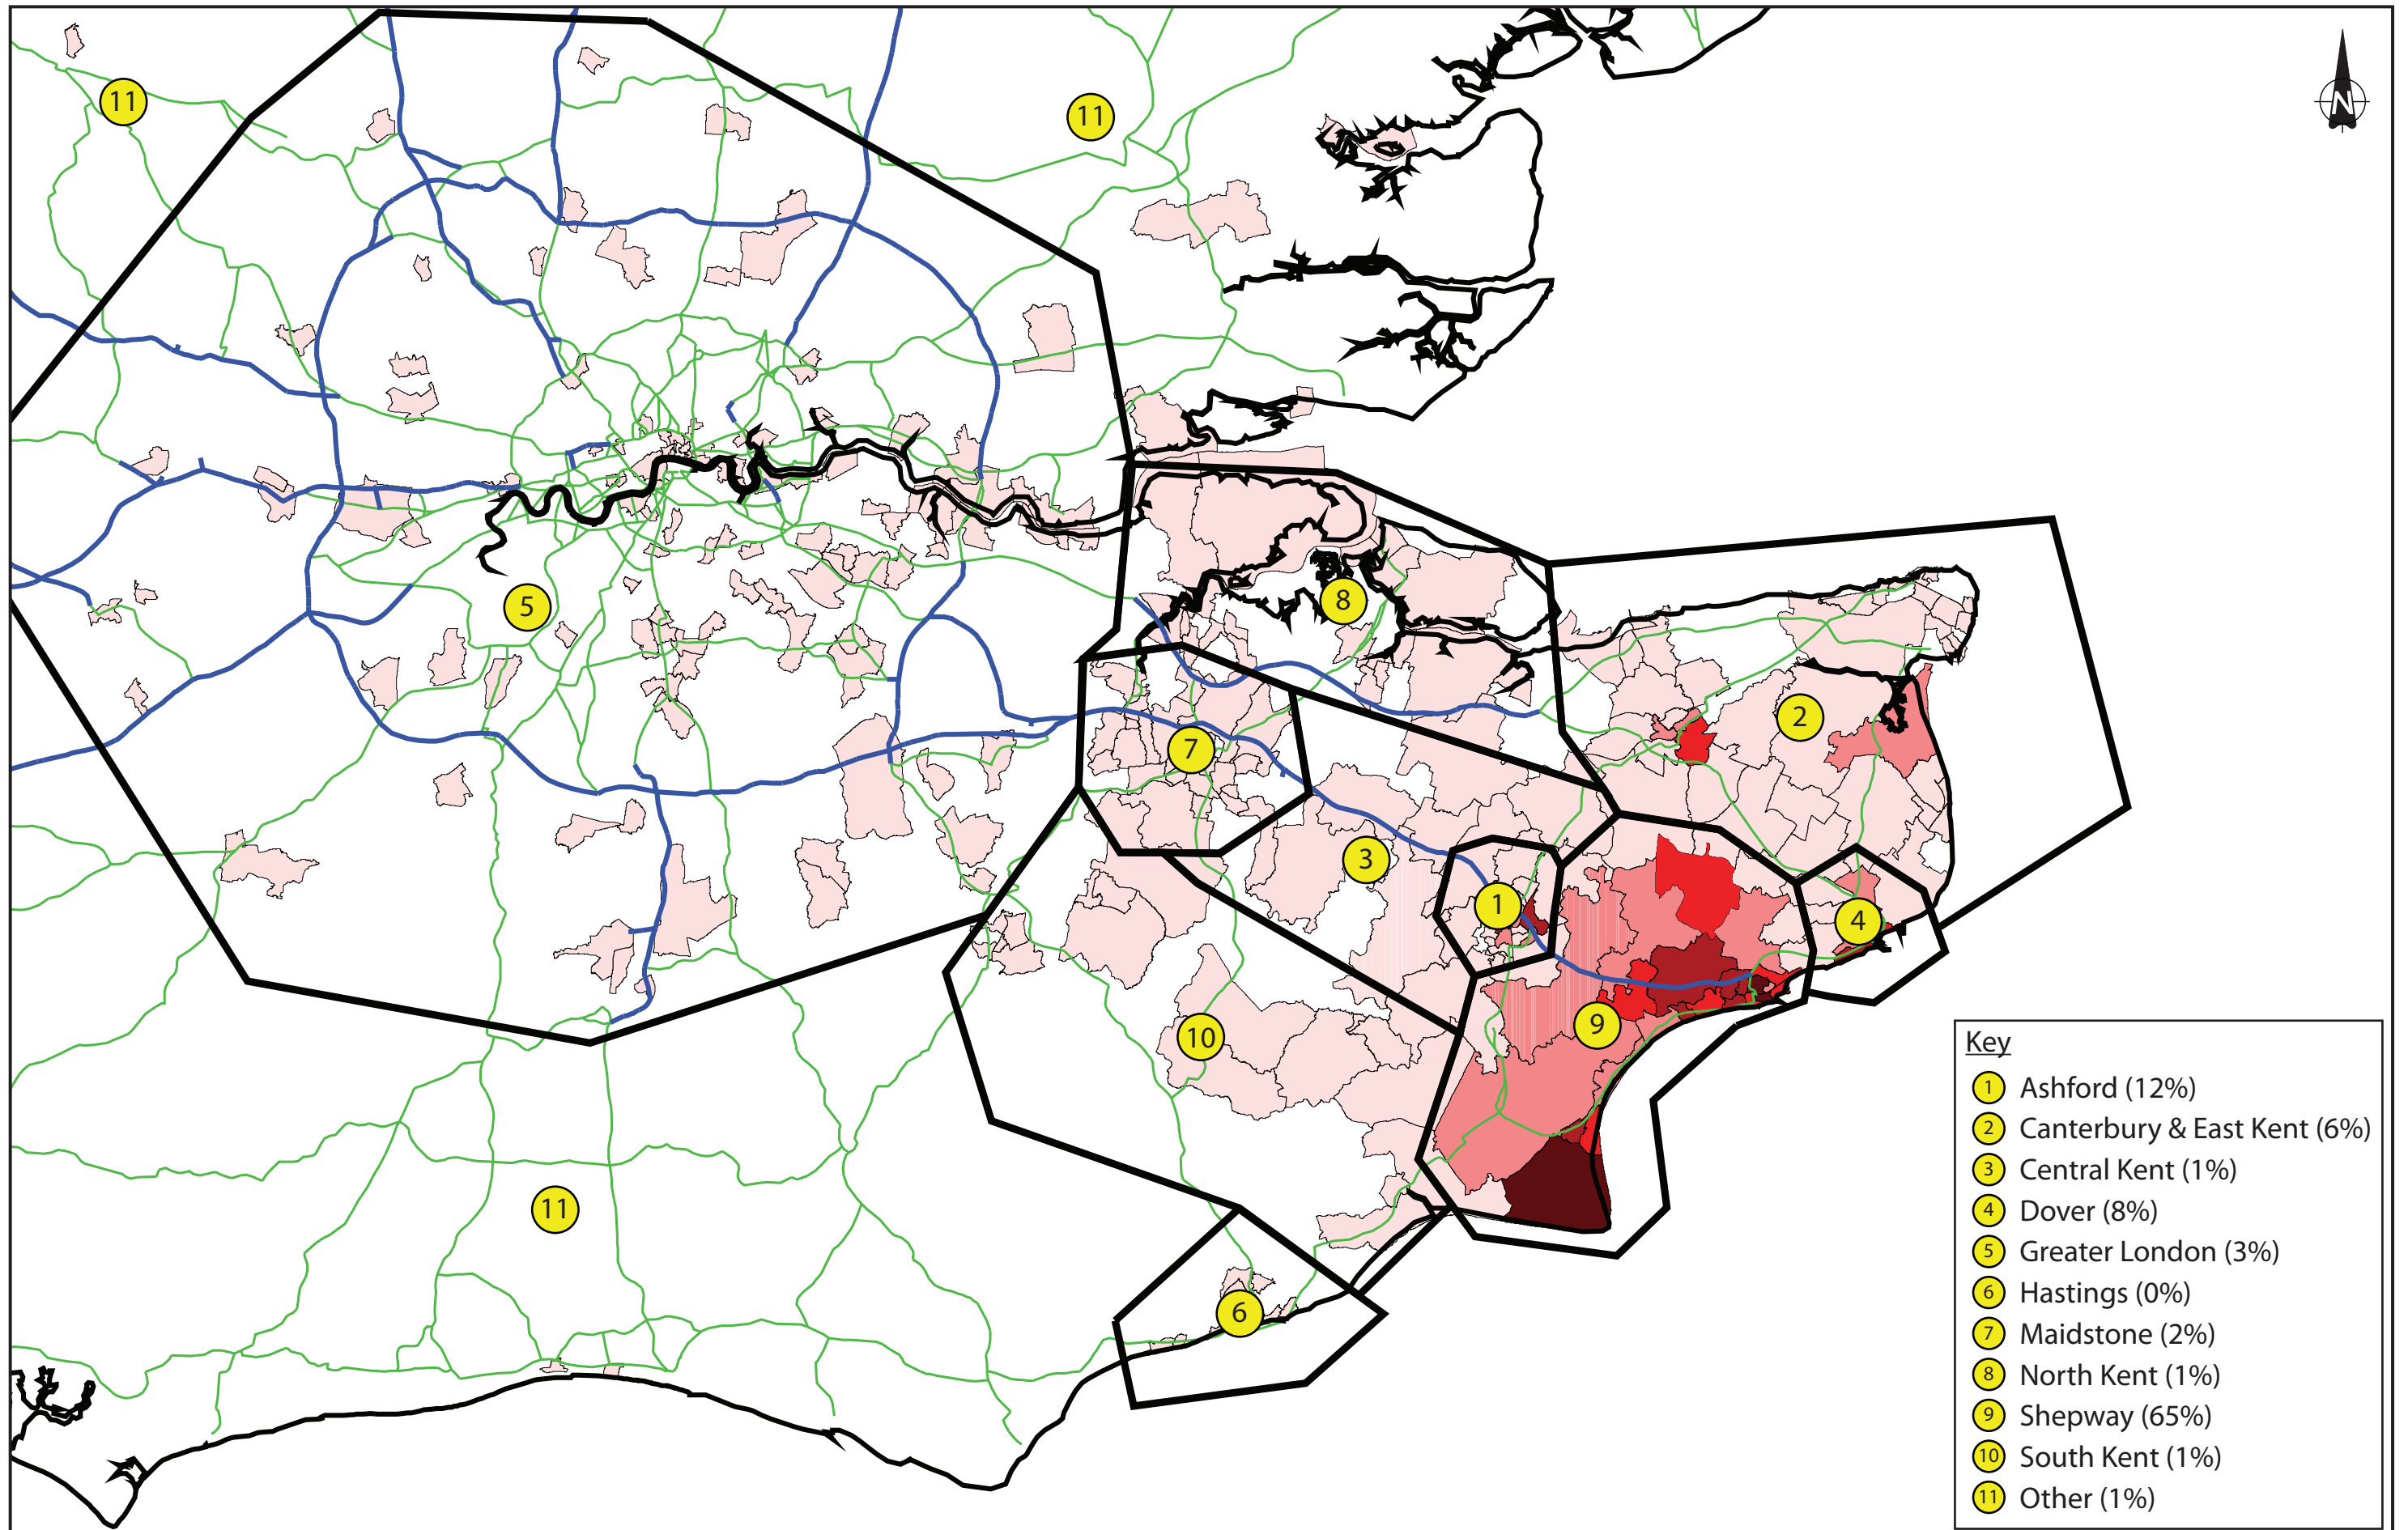 11
11
N
5
8
2
7
3
1
4
9
10
11
6
Key
1 Ashford (12%)
2 Canterbury & East Kent (6%)
3 Central Kent (1%)
4 Dover (8%)
5 Greater London (3%)
6 Hastings (0%)
7 Maidstone (2%)
8 North Kent (1%)
9 Shepway (65%)
10 South Kent (1%)
11 Other (1%)